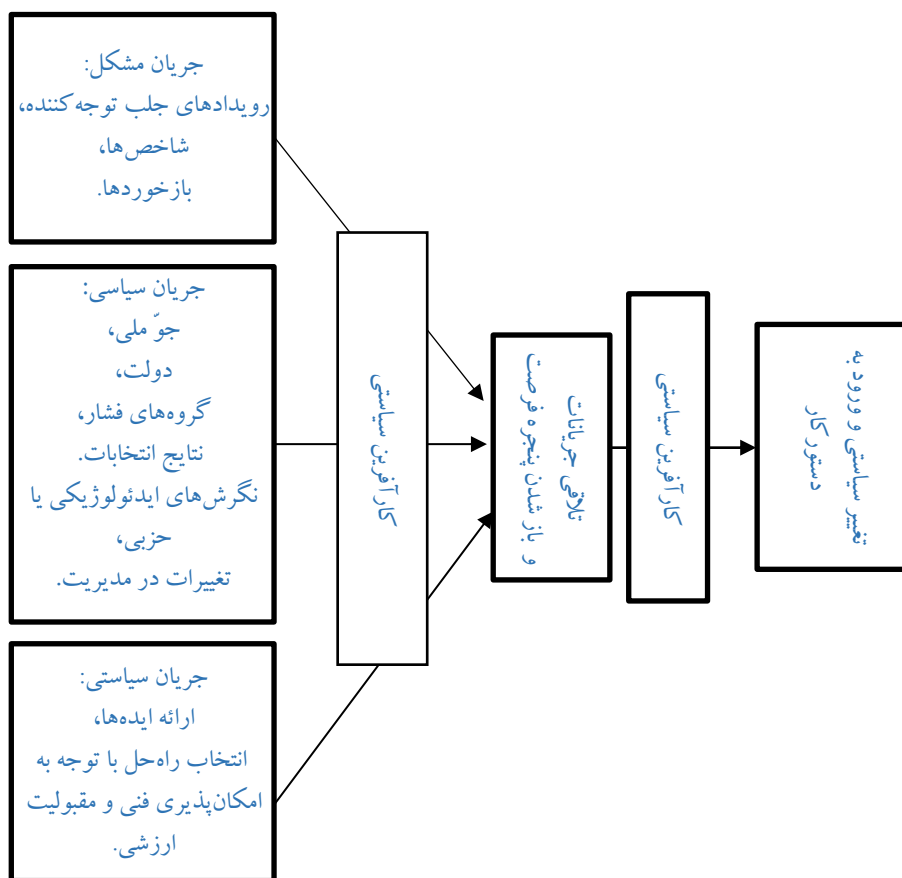 جریان مشکل:
رویدادهای جلب توجه‌کننده،
شاخص‌ها،
بازخوردها.
جریان سیاسی:
جوّ ملی،
دولت،
گروه‌های فشار،
نتایج انتخابات.
نگرش‌های ایدئولوژیکی یا
حزبی،
تغییرات در مدیریت.
جریان سیاستی:
ارائه ایده‌ها،
انتخاب راه‌حل با توجه به
امکان‌پذیری فنی و مقبولیت
ارزشی.
کارآفرین سیاستی
تلاقی جریانات
و باز شدن پنجره فرصت
کارآفرین سیاستی
تغییر سیاستی و ورود به
دستور کار